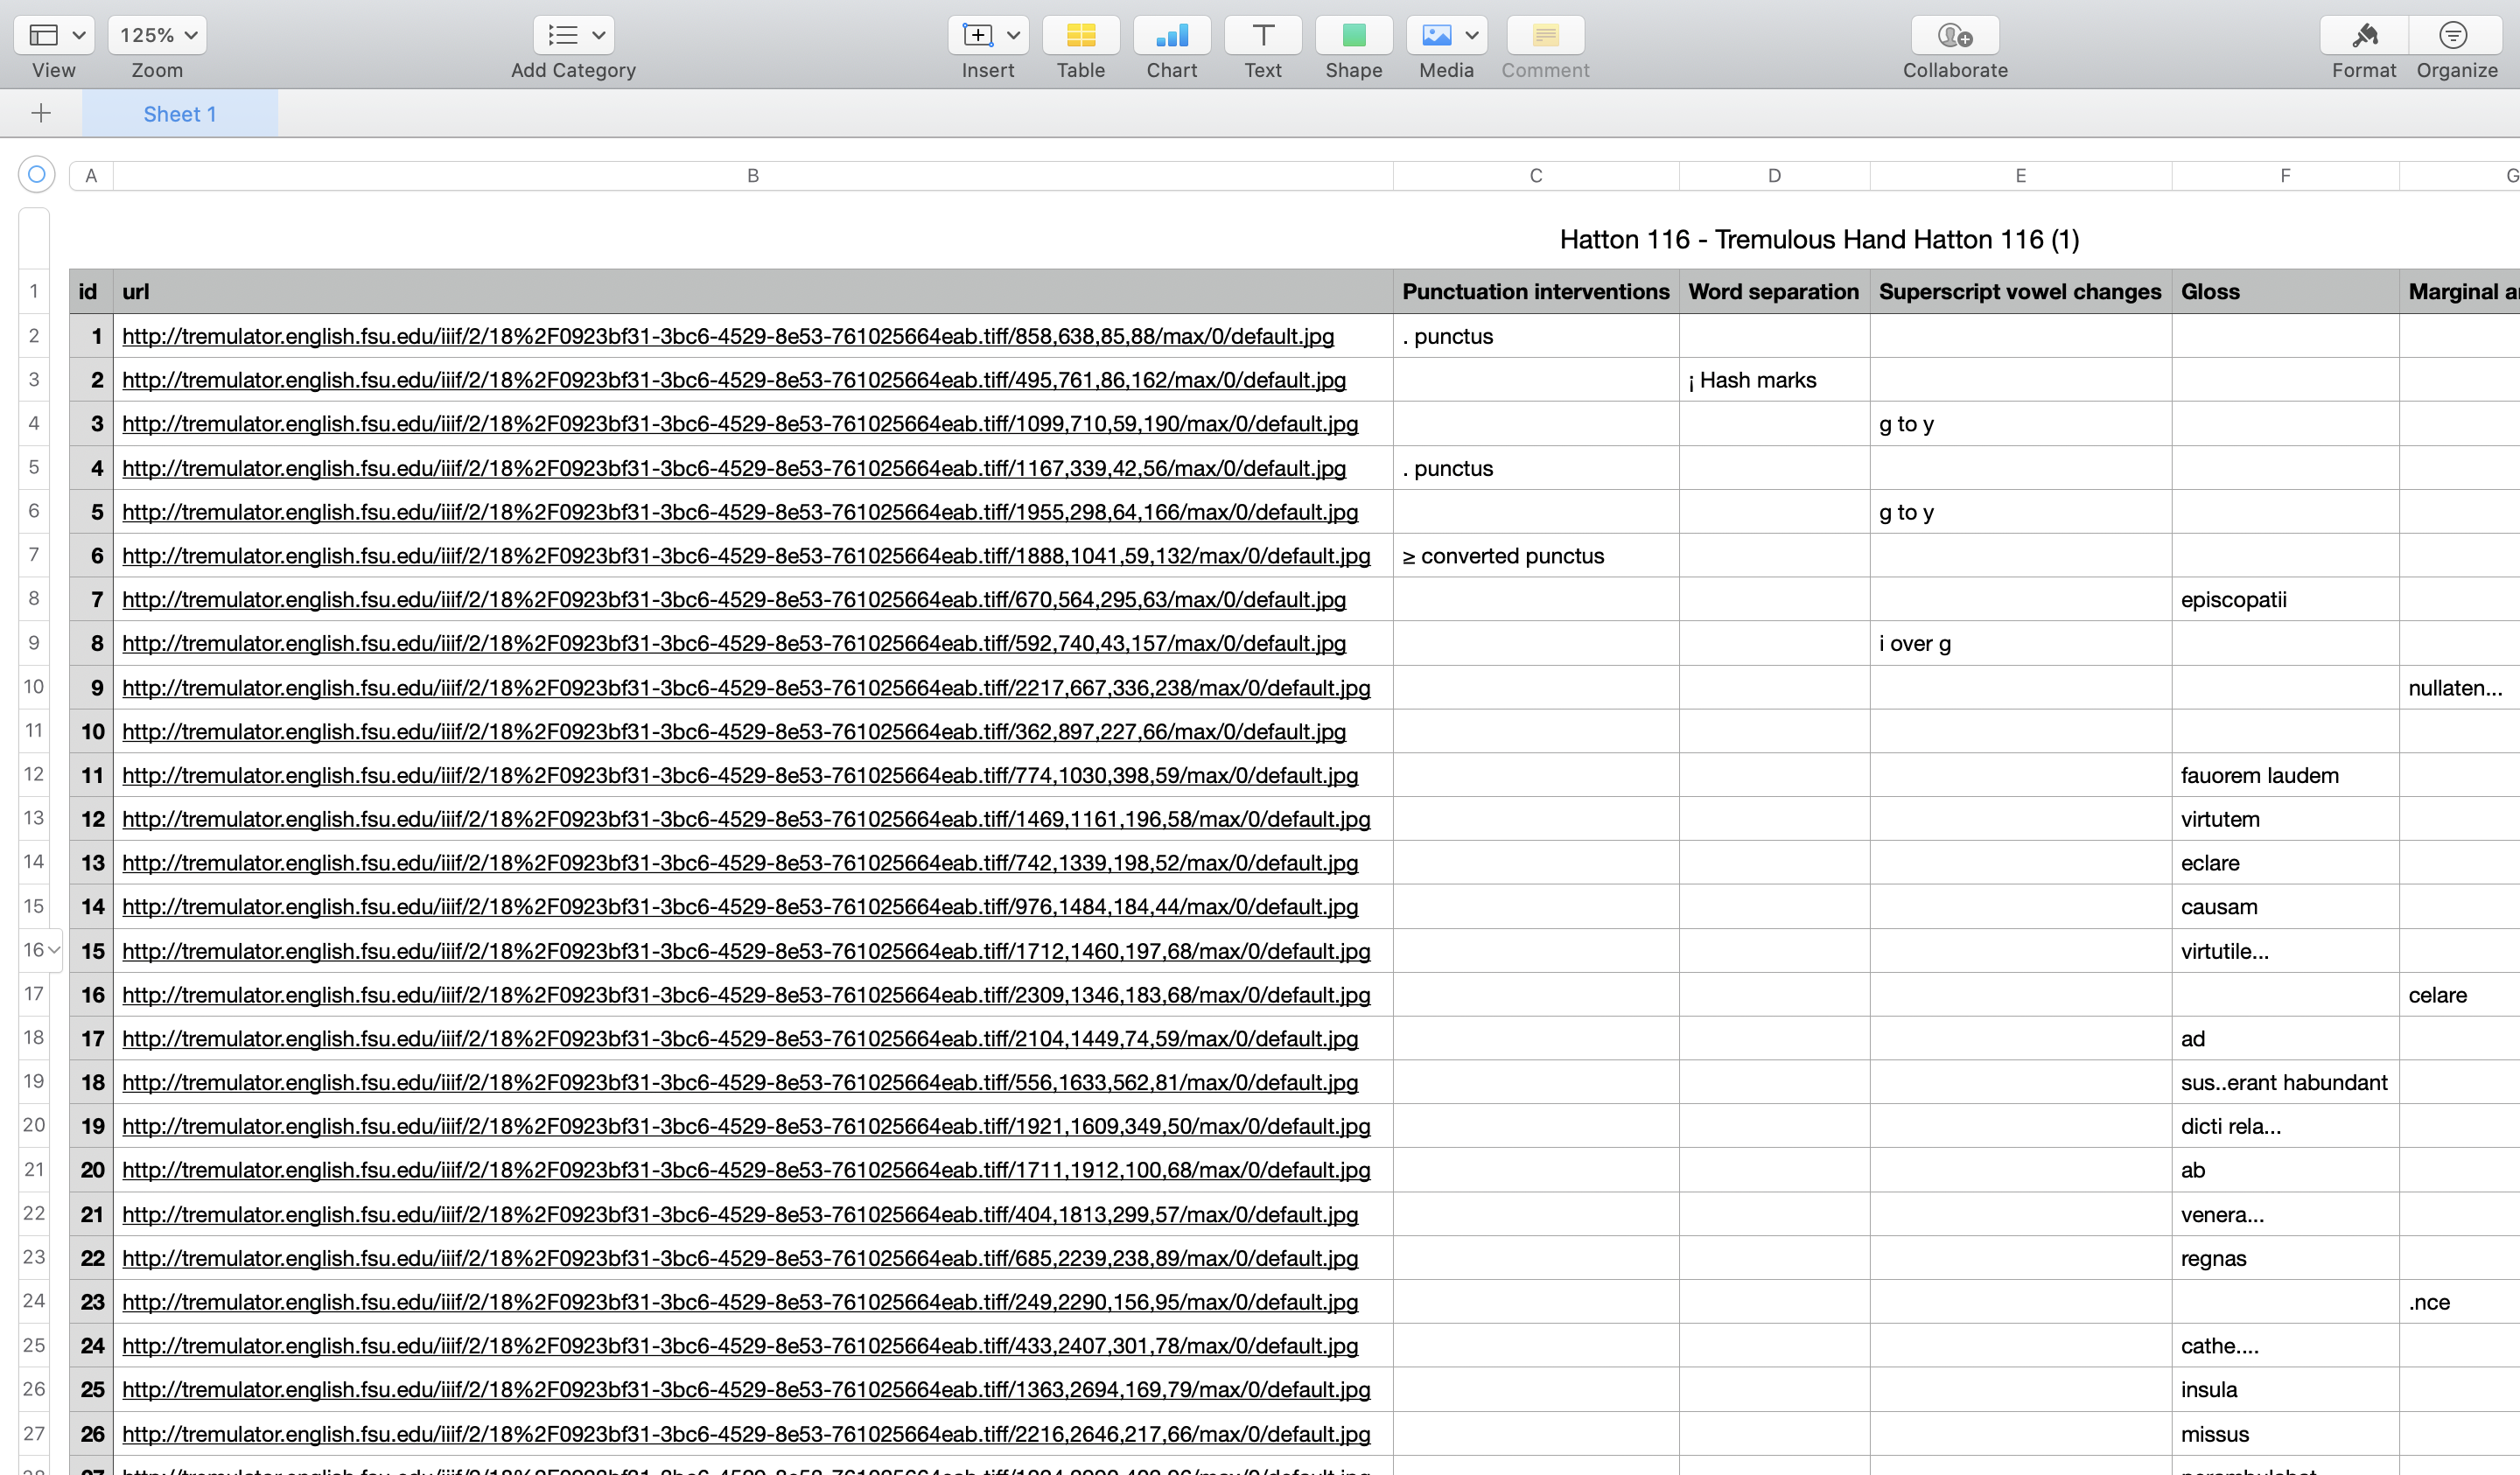 125%
View Zoom Add Category Insert Table Chart Text Shape Media Comment Collaborate Format Organize
Sheet 1
A B C D E F G
Hatton 116 - Tremulous Hand Hatton 116 (1)
1 id url Punctuation interventions Word separation Superscript vowel changes Gloss Marginal
2 1 http://tremulator.english.fsu.edu/iiif/2/18%2F0923bf31-3bc6-4529-8e53-761025664eab.tiff/858,638,85,88/max/0/default.jpg . punctus
3 2 http://tremulator.english.fsu.edu/iiif/2/18%2F0923bf31-3bc6-4529-8e53-761025664eab.tiff/495,761,86,162/max/0/default.jpg ¡ Hash marks
4 3 http://tremulator.english.fsu.edu/iiif/2/18%2F0923bf31-3bc6-4529-8e53-761025664eab.tiff/1099,710,59,190/max/0/default.jpg g to y
5 4 http://tremulator.english.fsu.edu/iiif/2/18%2F0923bf31-3bc6-4529-8e53-761025664eab.tiff/1167,339,42,56/max/0/default.jpg . punctus
6 5 http://tremulator.english.fsu.edu/iiif/2/18%2F0923bf31-3bc6-4529-8e53-761025664eab.tiff/1955,298,64,166/max/0/default.jpg g to y
7 6 http://tremulator.english.fsu.edu/iiif/2/18%2F0923bf31-3bc6-4529-8e53-761025664eab.tiff/1888,1041,59,132/max/0/default.jpg ≥ converted punctus
8 7 http://tremulator.english.fsu.edu/iiif/2/18%2F0923bf31-3bc6-4529-8e53-761025664eab.tiff/670,564,295,63/max/0/default.jpg episcopatii
9 8 http://tremulator.english.fsu.edu/iiif/2/18%2F0923bf31-3bc6-4529-8e53-761025664eab.tiff/592,740,43,157/max/0/default.jpg i over g
10 9 http://tremulator.english.fsu.edu/iiif/2/18%2F0923bf31-3bc6-4529-8e53-761025664eab.tiff/2217,667,336,238/max/0/default.jpg nullaten...
11 10 http://tremulator.english.fsu.edu/iiif/2/18%2F0923bf31-3bc6-4529-8e53-761025664eab.tiff/362,897,227,66/max/0/default.jpg
12 11 http://tremulator.english.fsu.edu/iiif/2/18%2F0923bf31-3bc6-4529-8e53-761025664eab.tiff/774,1030,398,59/max/0/default.jpg fauorem laudem
13 12 http://tremulator.english.fsu.edu/iiif/2/18%2F0923bf31-3bc6-4529-8e53-761025664eab.tiff/1469,1161,196,58/max/0/default.jpg virtutem
14 13 http://tremulator.english.fsu.edu/iiif/2/18%2F0923bf31-3bc6-4529-8e53-761025664eab.tiff/742,1339,198,52/max/0/default.jpg eclare
15 14 http://tremulator.english.fsu.edu/iiif/2/18%2F0923bf31-3bc6-4529-8e53-761025664eab.tiff/976,1484,184,44/max/0/default.jpg causam
16 15 http://tremulator.english.fsu.edu/iiif/2/18%2F0923bf31-3bc6-4529-8e53-761025664eab.tiff/1712,1460,197,68/max/0/default.jpg virtutile...
17 16 http://tremulator.english.fsu.edu/iiif/2/18%2F0923bf31-3bc6-4529-8e53-761025664eab.tiff/2309,1346,183,68/max/0/default.jpg celare
18 17 http://tremulator.english.fsu.edu/iiif/2/18%2F0923bf31-3bc6-4529-8e53-761025664eab.tiff/2104,1449,74,59/max/0/default.jpg ad
19 18 http://tremulator.english.fsu.edu/iiif/2/18%2F0923bf31-3bc6-4529-8e53-761025664eab.tiff/556,1633,562,81/max/0/default.jpg sus..erant habundant
20 19 http://tremulator.english.fsu.edu/iiif/2/18%2F0923bf31-3bc6-4529-8e53-761025664eab.tiff/1921,1609,349,50/max/0/default.jpg dicti rela...
21 20 http://tremulator.english.fsu.edu/iiif/2/18%2F0923bf31-3bc6-4529-8e53-761025664eab.tiff/1711,1912,100,68/max/0/default.jpg ab
22 21 http://tremulator.english.fsu.edu/iiif/2/18%2F0923bf31-3bc6-4529-8e53-761025664eab.tiff/404,1813,299,57/max/0/default.jpg venera...
23 22 http://tremulator.english.fsu.edu/iiif/2/18%2F0923bf31-3bc6-4529-8e53-761025664eab.tiff/685,2239,238,89/max/0/default.jpg regnas
24 23 http://tremulator.english.fsu.edu/iiif/2/18%2F0923bf31-3bc6-4529-8e53-761025664eab.tiff/249,2290,156,95/max/0/default.jpg .nce
25 24 http://tremulator.english.fsu.edu/iiif/2/18%2F0923bf31-3bc6-4529-8e53-761025664eab.tiff/433,2407,301,78/max/0/default.jpg cathe....
26 25 http://tremulator.english.fsu.edu/iiif/2/18%2F0923bf31-3bc6-4529-8e53-761025664eab.tiff/1363,2694,169,79/max/0/default.jpg insula
27 26 http://tremulator.english.fsu.edu/iiif/2/18%2F0923bf31-3bc6-4529-8e53-761025664eab.tiff/2216,2646,217,66/max/0/default.jpg missus